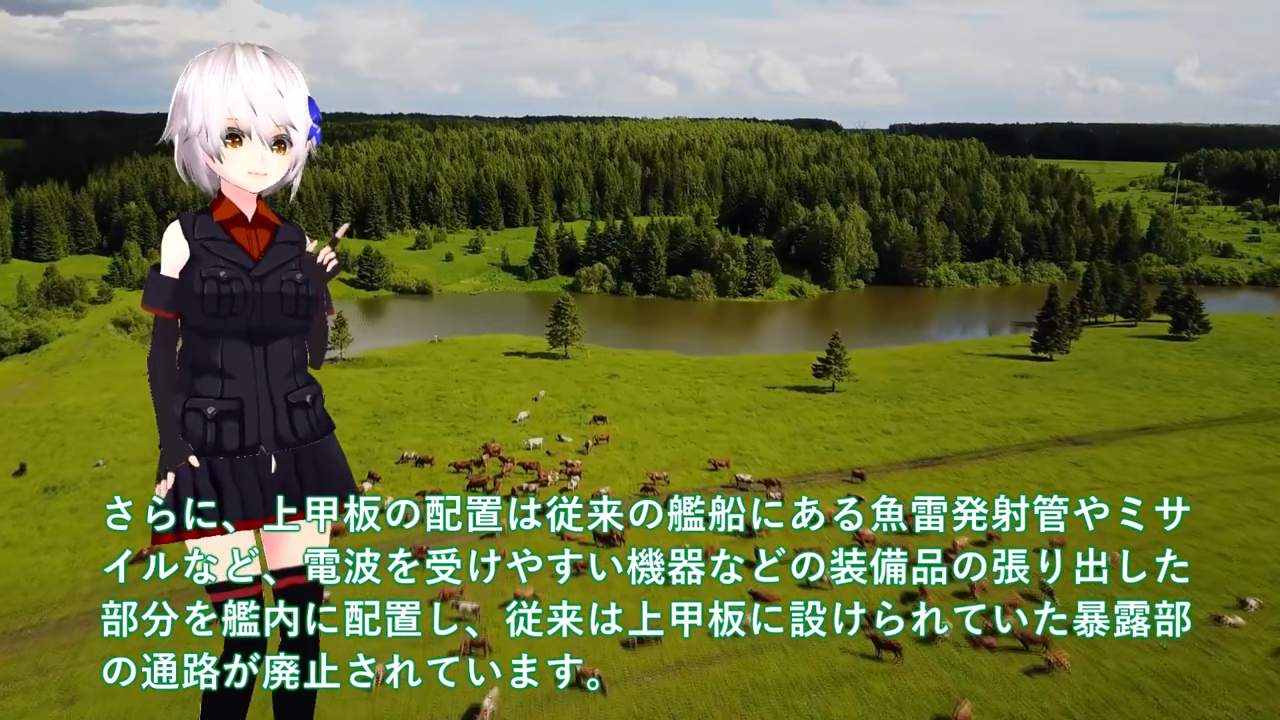 さらに、上甲板の配置は従来の艦船にある魚雷発射管やミサ
イルなど、電波を受けやすい機器などの装備品の張り出した
部分を艦内に配置し、従来は上甲板に設けられていた暴露部
の通路が廃止されています。